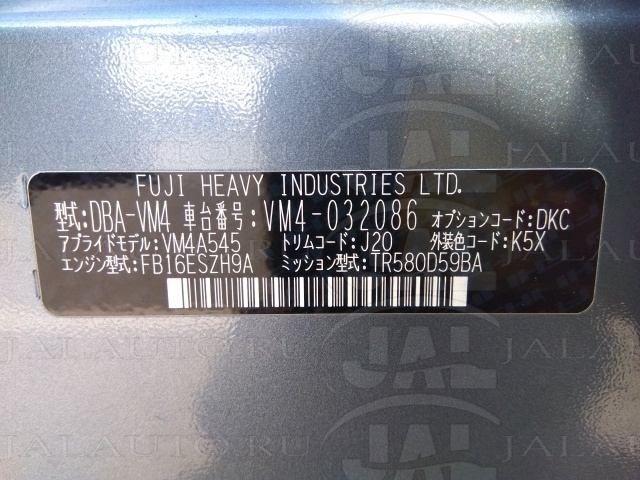 FUJI HEAVY INDUSTRIES LTD.
型式:DBA-VM4 車台番号:VM4-032086 オプションコード:DKC
アプライドモデル:VM4A545 トリムコード:J20 外装色コード:K5X
エンジン型式:FB16ESZH9A ミッション型式:TR580D59BA
JAL
JALAUTO.RU